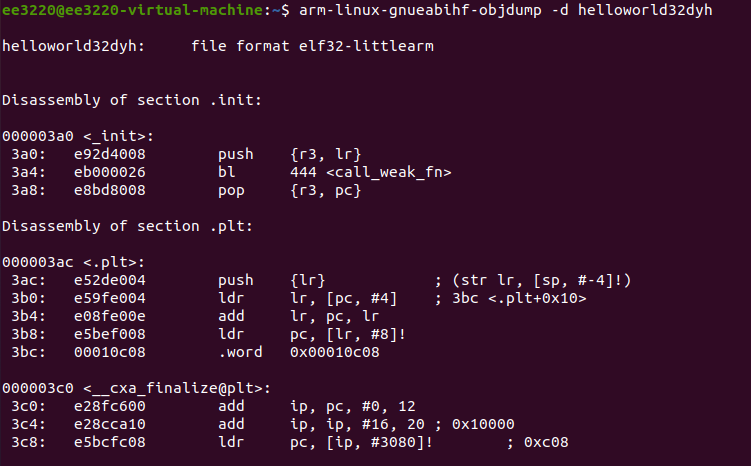 ee3220@ee3220-virtual-machine:~$ arm-linux-gnueabihf-objdump -d helloworld32dyh
helloworld32dyh:     file format elf32-littlearm
Disassembly of section .init:
000003a0 <_init>:
 3a0:   e92d4008        push    {r3, lr}
 3a4:   eb000026        bl      444 <call_weak_fn>
 3a8:   e8bd8008        pop     {r3, pc}
Disassembly of section .plt:
000003ac <.plt>:
 3ac:   e52de004        push    {lr}            ; (str lr, [sp, #-4]!)
 3b0:   e59fe004        ldr     lr, [pc, #4]    ; 3bc <.plt+0x10>
 3b4:   e08fe00e        add     lr, pc, lr
 3b8:   e5bef008        ldr     pc, [lr, #8]!
 3bc:   00010c08        .word   0x00010c08
000003c0 <__cxa_finalize@plt>:
 3c0:   e28fc600        add     ip, pc, #0, 12
 3c4:   e28cca10        add     ip, ip, #16, 20 ; 0x10000
 3c8:   e5bcfc08        ldr     pc, [ip, #3080]!        ; 0xc08